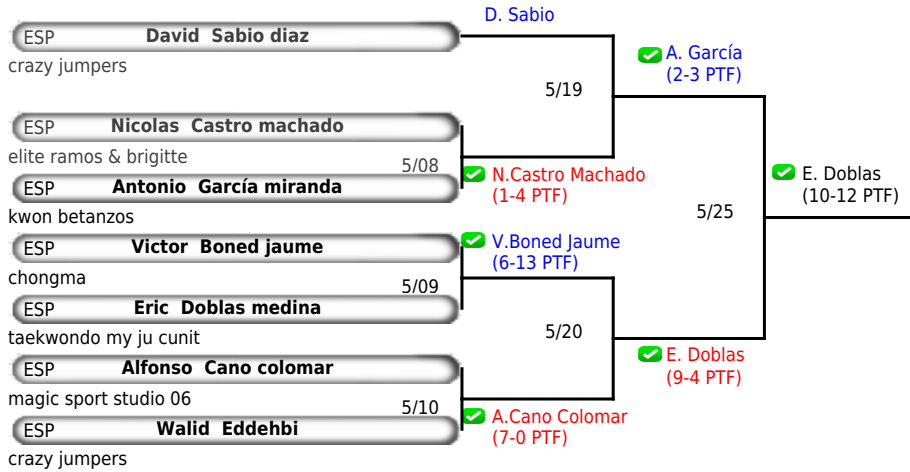 D. Sabio
ESP David Sabio diaz
crazy jumpers
A. García
(2-3 PTF)
5/19
ESP Nicolas Castro machado
elite ramos & brigitte
5/08
N.Castro Machado
(1-4 PTF)
ESP Antonio García miranda
kwon betanzos
E. Doblas
(10-12 PTF)
5/25
ESP Victor Boned jaume
chongma
V.Boned Jaume
(6-13 PTF)
5/09
ESP Eric Doblas medina
taekwondo my ju cunit
5/20
E. Doblas
(9-4 PTF)
ESP Alfonso Cano colomar
magic sport studio 06
5/10
A.Cano Colomar
(7-0 PTF)
ESP Walid Eddehbi
crazy jumpers